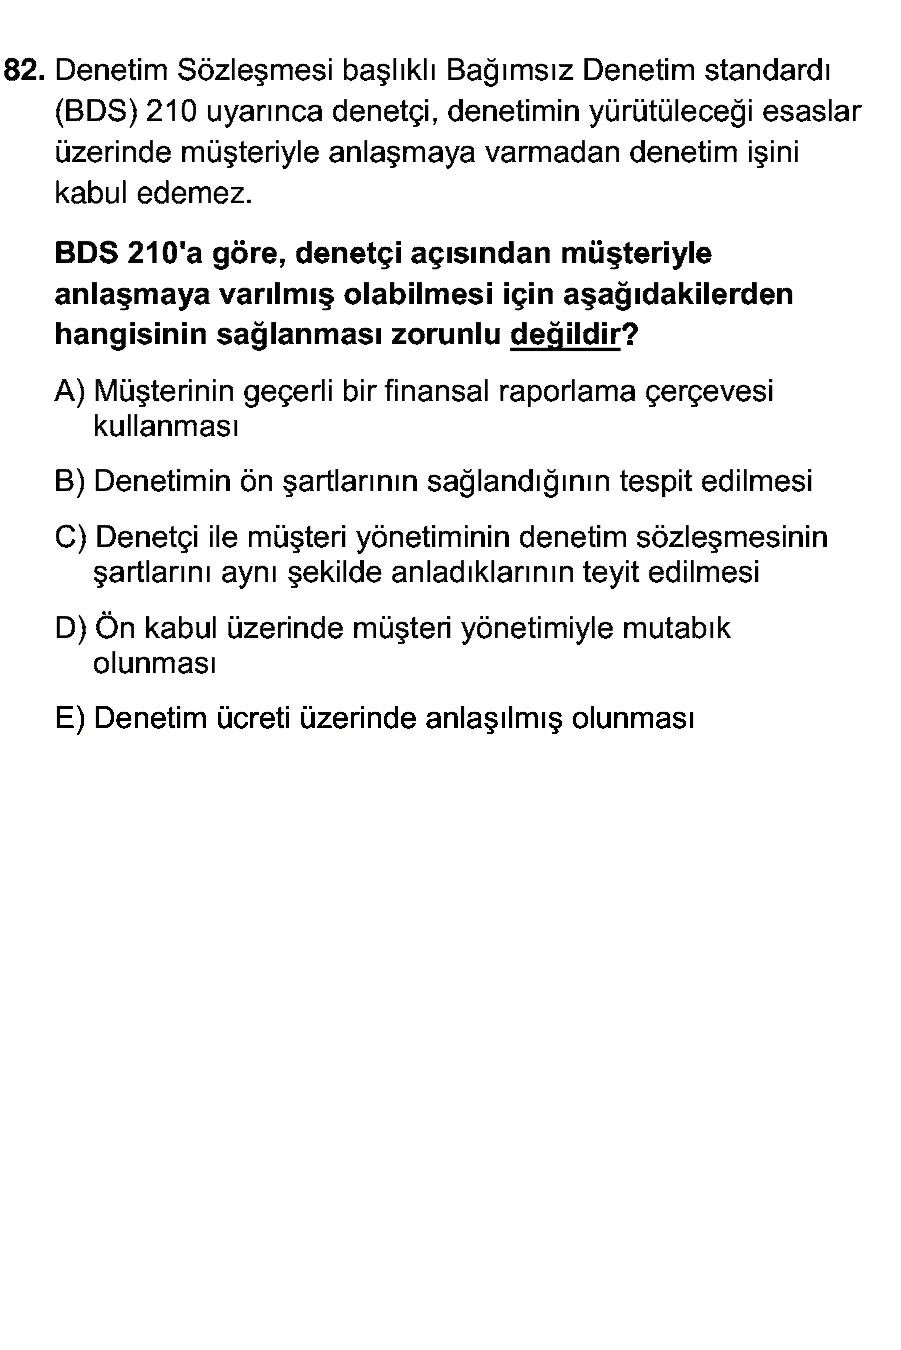 82. Denetim Sözleşmesi başlıklı Bağımsız Denetim standardı
(BDS) 210 uyarınca denetçi, denetimin yürütüleceği esaslar
üzerinde müşteriyle anlaşmaya varmadan denetim işini
kabul edemez.
BDS 210'a göre, denetçi açısından müşteriyle
anlaşmaya varılmış olabilmesi için aşağıdakilerden
hangisinin sağlanması zorunlu değildir?
A) Müşterinin geçerli bir finansal raporlama çerçevesi
kullanması
B) Denetimin ön şartlarının sağlandığının tespit edilmesi
C) Denetçi ile müşteri yönetiminin denetim sözleşmesinin
şartlarını aynı şekilde anladıklarının teyit edilmesi
D) Ön kabul üzerinde müşteri yönetimiyle mutabık
olunması
E) Denetim ücreti üzerinde anlaşılmış olunması